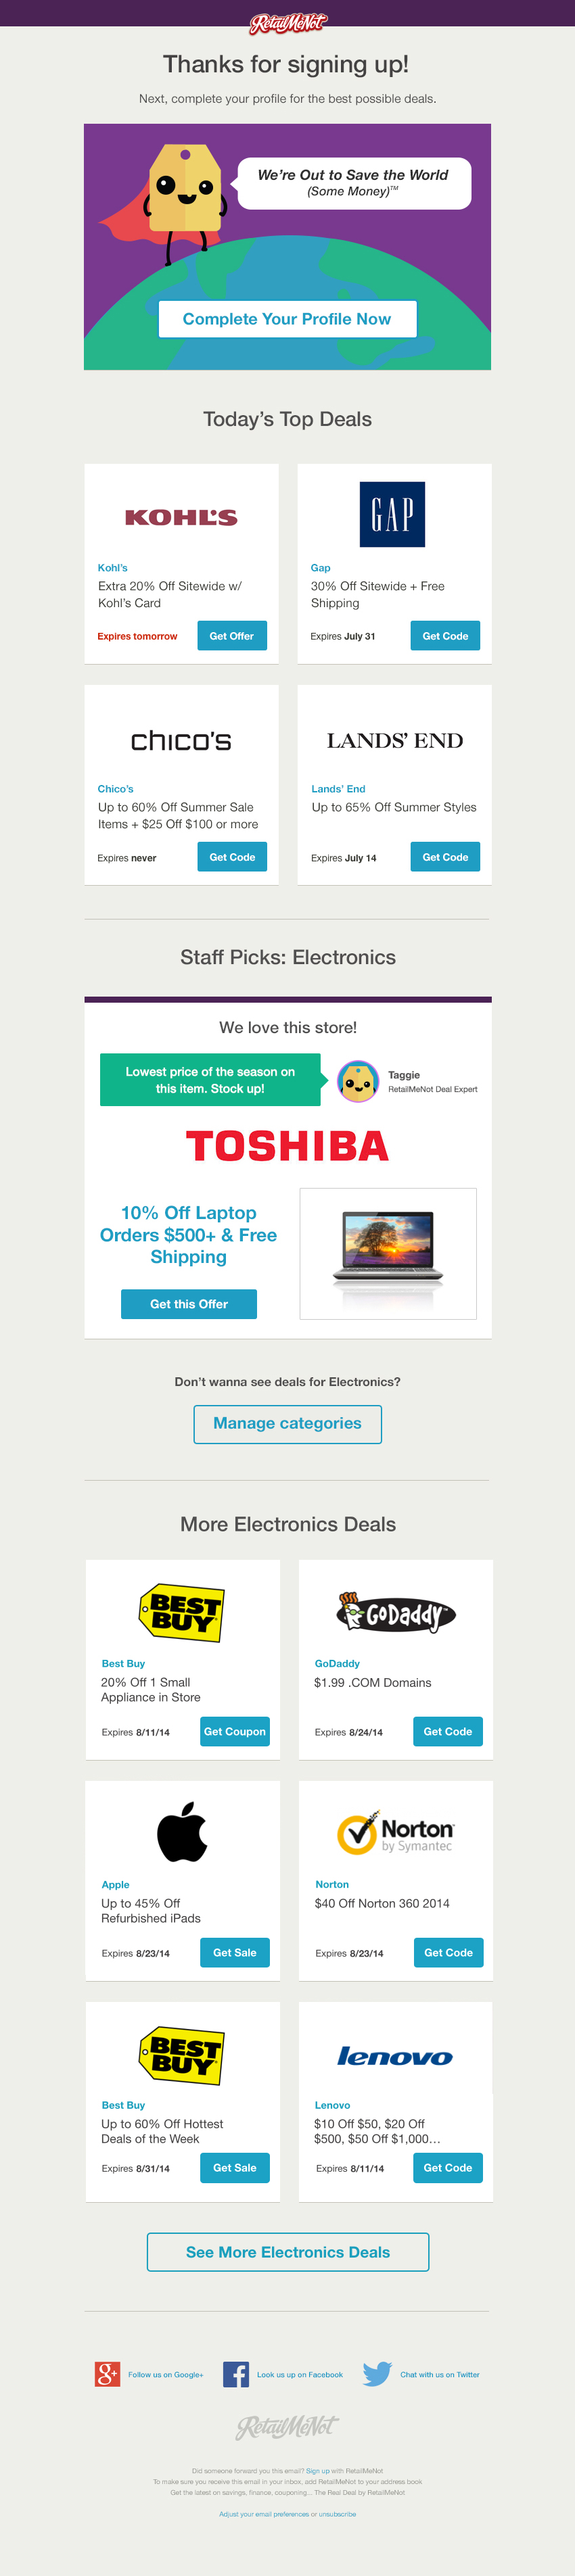 RetailMeNot
Thanks for signing up!
Next, complete your profile for the best possible deals.
We're Out to Save the World
(Some Money)™
Complete Your Profile Now
Today's Top Deals
KOHL'S
Kohl's
Extra 20% Off Sitewide w/
Kohl's Card
Expires tomorrow
Get Offer
GAP
Gap
30% Off Sitewide + Free
Shipping
Expires July 31
Get Code
chico's
Chico's
Up to 60% Off Summer Sale
Items + $25 Off $100 or more
Expires never
Get Code
LANDS' END
Lands' End
Up to 65% Off Summer Styles
Expires July 14
Get Code
Staff Picks: Electronics
We love this store!
Lowest price of the season on
this item. Stock up!
Taggie
RetailMeNot Deal Expert
TOSHIBA
10% Off Laptop
Orders $500+ & Free
Shipping
Get this Offer
Don't wanna see deals for Electronics?
Manage categories
More Electronics Deals
BEST
BUY
Best Buy
20% Off 1 Small
Appliance in Store
Expires 8/11/14
Get Coupon
GoDaddy™
GoDaddy
$1.99 .COM Domains
Expires 8/24/14
Get Code
Apple
Up to 45% Off
Refurbished iPads
Expires 8/23/14
Get Sale
Norton™
by Symantec
Norton
$40 Off Norton 360 2014
Expires 8/23/14
Get Code
BEST
BUY
Best Buy
Up to 60% Off Hottest
Deals of the Week
Expires 8/31/14
Get Sale
lenovo
Lenovo
$10 Off $50, $20 Off
$500, $50 Off $1,000...
Expires 8/11/14
Get Code
See More Electronics Deals
g+
Follow us on Google+
f
Look us up on Facebook
Chat with us on Twitter
RetailMeNot
Did someone forward you this email? Sign up with RetailMeNot
To make sure you receive this email in your inbox, add RetailMeNot to your address book
Get the latest on savings, finance, couponing... The Real Deal by RetailMeNot
Adjust your email preferences or unsubscribe